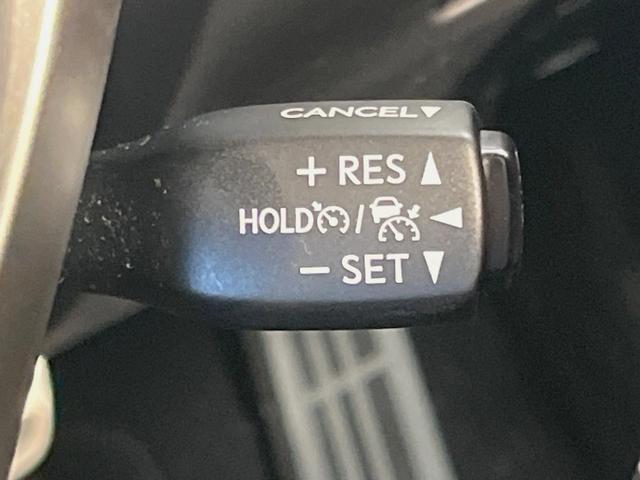 CANCEL▼
+ RES ▲
HOLD / ◀
− SET ▼